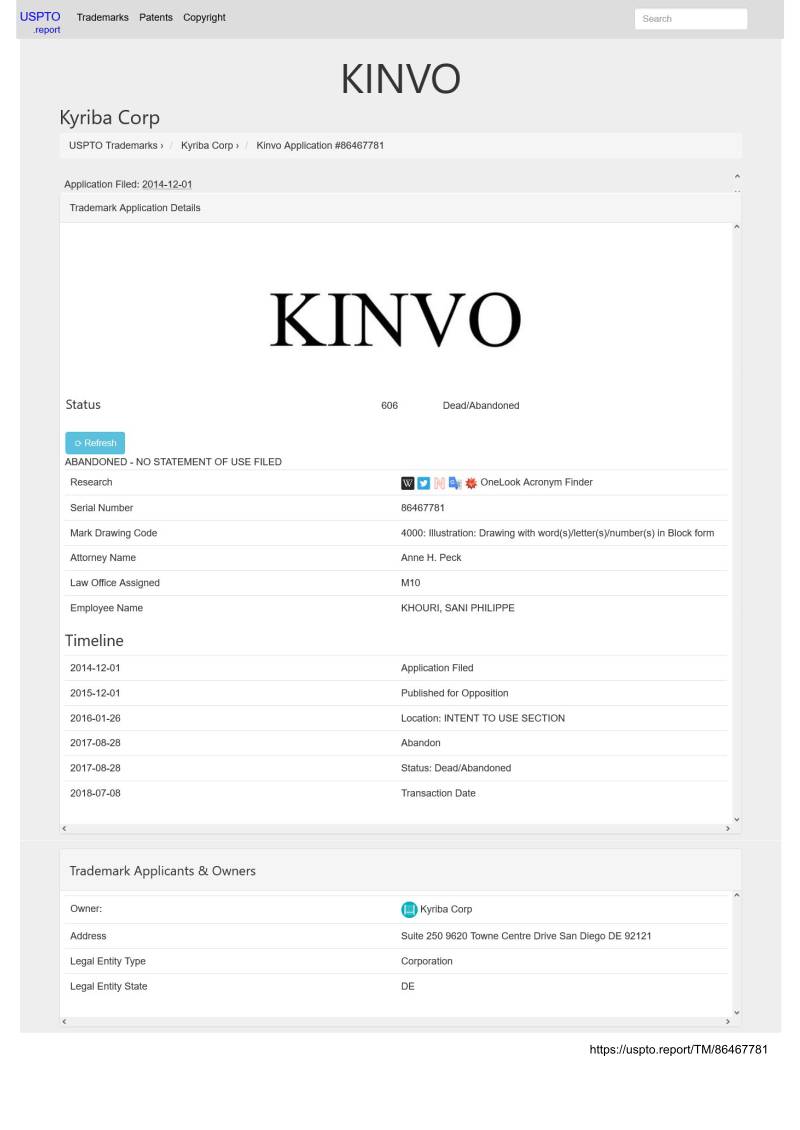 USPTO Trademarks Patents Copyright Search
.report
KINVO
Kyriba Corp
USPTO Trademarks › / Kyriba Corp › / Kinvo Application #86467781
Application Filed: 2014-12-01
Trademark Application Details
KINVO
Status 606 Dead/Abandoned
Refresh
ABANDONED - NO STATEMENT OF USE FILED
Research W G OneLook Acronym Finder
Serial Number 86467781
Mark Drawing Code 4000: Illustration: Drawing with word(s)/letter(s)/number(s) in Block form
Attorney Name Anne H. Peck
Law Office Assigned M10
Employee Name KHOURI, SANI PHILIPPE
Timeline
2014-12-01 Application Filed
2015-12-01 Published for Opposition
2016-01-26 Location: INTENT TO USE SECTION
2017-08-28 Abandon
2017-08-28 Status: Dead/Abandoned
2018-07-08 Transaction Date
Trademark Applicants & Owners
Owner: Kyriba Corp
Address Suite 250 9620 Towne Centre Drive San Diego DE 92121
Legal Entity Type Corporation
Legal Entity State DE
https://uspto.report/TM/86467781